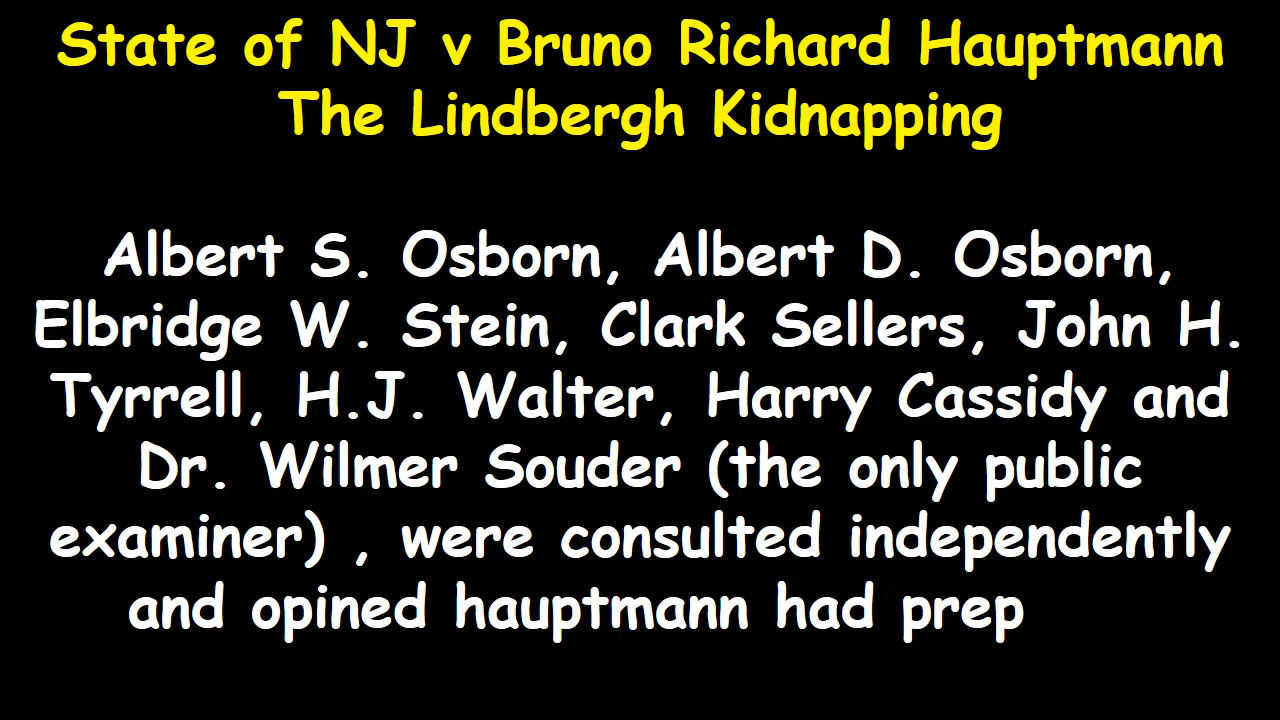 State of NJ v Bruno Richard Hauptmann
The Lindbergh Kidnapping
Albert S. Osborn, Albert D. Osborn,
Elbridge W. Stein, Clark Sellers, John H.
Tyrrell, H.J. Walter, Harry Cassidy and
Dr. Wilmer Souder (the only public
examiner) , were consulted independently
and opined hauptmann had prep